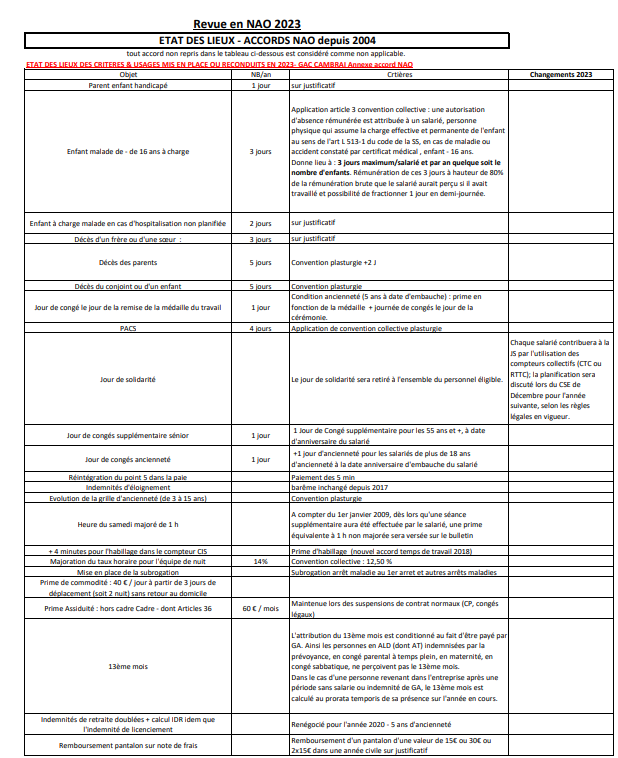 Revue en NAO 2023
ETAT DES LIEUX - ACCORDS NAO depuis 2004
tout accord non repris dans le tableau ci-dessous est considéré comme non applicable.
ETAT DES LIEUX DES CRITERES & USAGES MIS EN PLACE OU RECONDUITS EN 2023- GAC CAMBRAI Annexe accord NAO
Objet NB/an Crtières Changements 2023
Parent enfant handicapé 1 jour sur justificatif
Application article 3 convention collective : une autorisation
d'absence rémunérée est attribuée à un salarié, personne
physique qui assume la charge effective et permanente de l'enfant
au sens de l'art L 513-1 du code de la SS, en cas de maladie ou
accident constaté par certificat médical , enfant - 16 ans.
Enfant malade de - de 16 ans à charge 3 jours
Donne lieu à : 3 jours maximum/salarié et par an quelque soit le
nombre d'enfants. Rémunération de ces 3 jours à hauteur de 80%
de la rémunération brute que le salarié aurait perçu si il avait
travaillé et possibilité de fractionner 1 jour en demi-journée.
Enfant à charge malade en cas d'hospitalisation non planifiée 2 jours sur justificatif
Décès d'un frère ou d'une sœur : 3 jours sur justificatif
Décès des parents 5 jours Convention plasturgie +2 J
Décès du conjoint ou d'un enfant 5 jours Convention plasturgie
Condition ancienneté (5 ans à date d'embauche) : prime en
Jour de congé le jour de la remise de la médaille du travail 1 jour fonction de la médaille + journée de congés le jour de la
cérémonie.
PACS 4 jours Application de convention collective plasturgie
Chaque salarié contribuera à la
JS par l'utilisation des
compteurs collectifs (CTC ou
Jour de solidarité Le jour de solidarité sera retiré à l'ensemble du personnel éligible. RTTC); la planification sera
discuté lors du CSE de
Décembre pour l'année
suivante, selon les règles
légales en vigueur.
Jour de congés supplémentaire sénior 1 jour 1 Jour de Congé supplémentaire pour les 55 ans et +, à date
d'anniversaire du salarié
Jour de congés ancienneté 1 jour +1 jour d'ancienneté pour les salariés de plus de 18 ans
d'ancienneté à la date anniversaire d'embauche du salarié
Réintégration du point 5 dans la paie Paiement des 5 min
Indemnités d'éloignement barême inchangé depuis 2017
Evolution de la grille d'ancienneté (de 3 à 15 ans) Convention plasturgie
A compter du 1er janvier 2009, dès lors qu'une séance
Heure du samedi majoré de 1 h supplémentaire aura été effectuée par le salarié, une prime
équivalente à 1 h non majorée sera versée sur le bulletin
+ 4 minutes pour l'habillage dans le compteur CIS Prime d'habillage (nouvel accord temps de travail 2018)
Majoration du taux horaire pour l'équipe de nuit 14% Convention collective : 12,50 %
Mise en place de la subrogation Subrogation arrêt maladie au 1er arret et autres arrêts maladies
Prime de commodité : 40 € / jour à partir de 3 jours de
déplacement (soit 2 nuit) sans retour au domicile
Prime Assiduité : hors cadre Cadre - dont Articles 36 60 € / mois Maintenue lors des suspensions de contrat normales (CP, congés
légaux)
L'attribution du 13ème mois est conditionné au fait d'être payé par
GA. Ainsi les personnes en ALD (dont AT) indemnisées par la
prévoyance, en congé parental à temps plein, en maternité, en
congé sabbatique, ne perçoivent pas le 13ème mois.
13ème mois
Dans le cas d'une personne revenant dans l'entreprise après une
période sans salaire ou indemnité de GA, le 13ème mois est
calculé au prorata temporis de sa présence sur l'année en cours.
Indemnités de retraite doublées + calcul IDR idem que
l'indemnité de licenciement Renégocié pour l'année 2020 - 5 ans d'ancienneté
Remboursement pantalon sur note de frais Remboursement d'un pantalon d'une valeur de 15€ ou 30€ ou
2x15€ dans une année civile sur justificatif